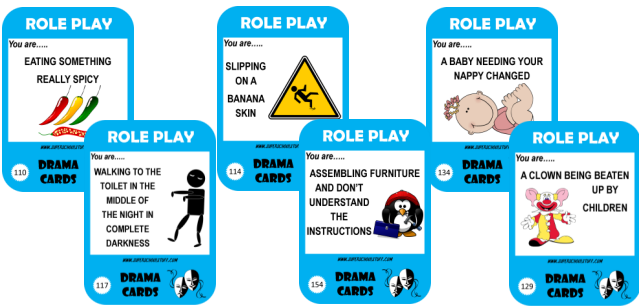 ROLE PLAY
You are.....
EATING SOMETHING
REALLY SPICY
110
DRAMA
CARDS
ROLE PLAY
You are.....
SLIPPING
ON A
BANANA
SKIN
114
DRAMA
CARDS
ROLE PLAY
You are.....
A BABY NEEDING YOUR
NAPPY CHANGED
134
DRAMA
CARDS
ROLE PLAY
You are.....
WALKING TO THE
TOILET IN THE
MIDDLE OF
THE NIGHT IN
COMPLETE
DARKNESS
117
DRAMA
CARDS
ROLE PLAY
You are.....
ASSEMBLING FURNITURE
AND DON'T
UNDERSTAND
THE
INSTRUCTIONS
154
DRAMA
CARDS
ROLE PLAY
You are.....
A CLOWN BEING BEATEN
UP BY
CHILDREN
129
DRAMA
CARDS